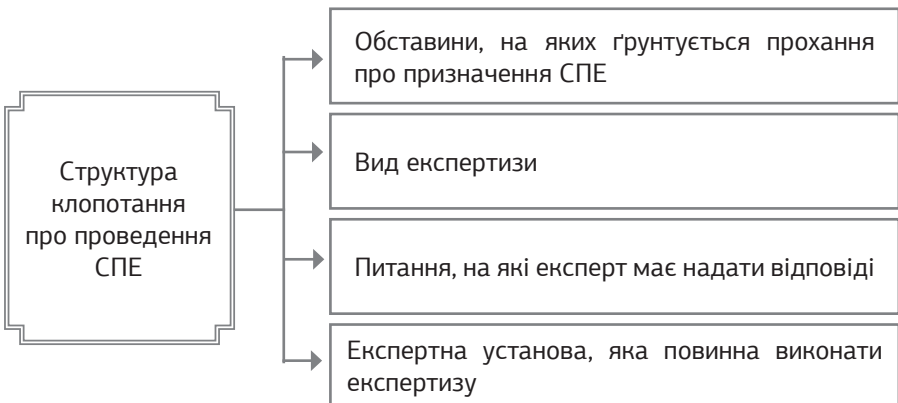 Структура
клопотання
про проведення
СПЕ
Обставини, на яких ґрунтується прохання
про призначення СПЕ
Вид експертизи
Питання, на які експерт має надати відповіді
Експертна установа, яка повинна виконати
експертизу